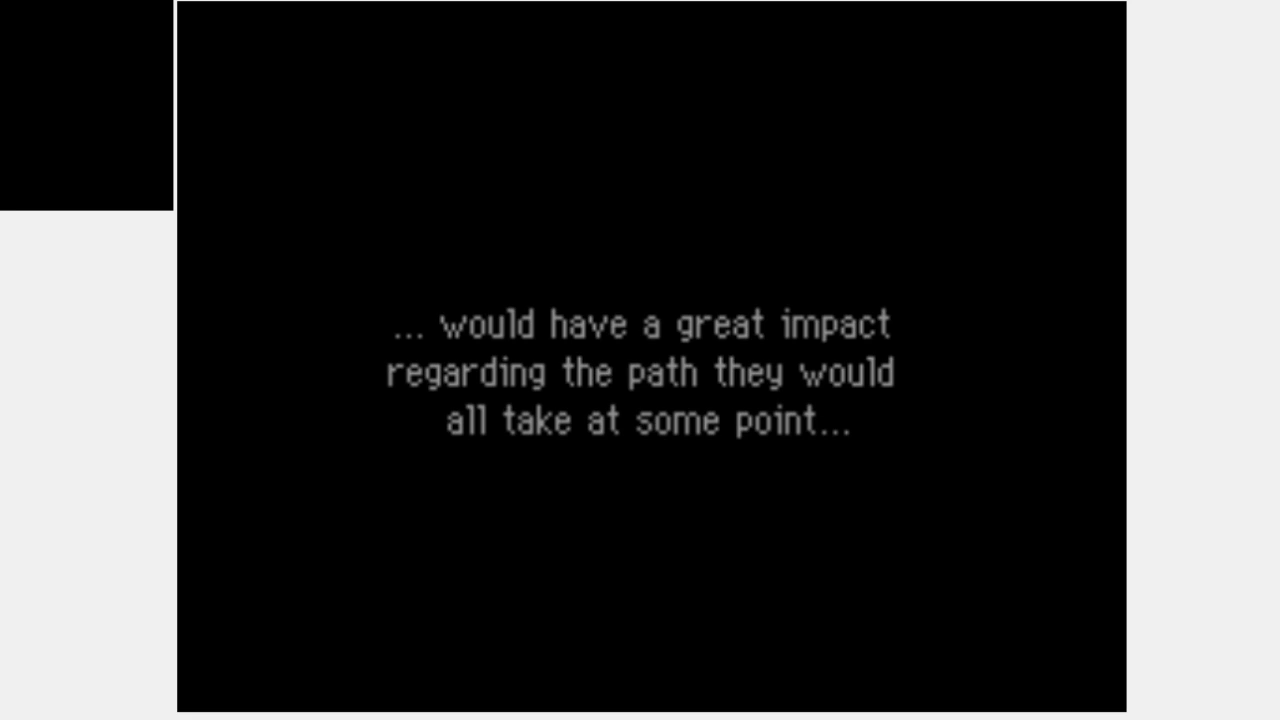 ... would have a great impact
regarding the path they would
all take at some point...